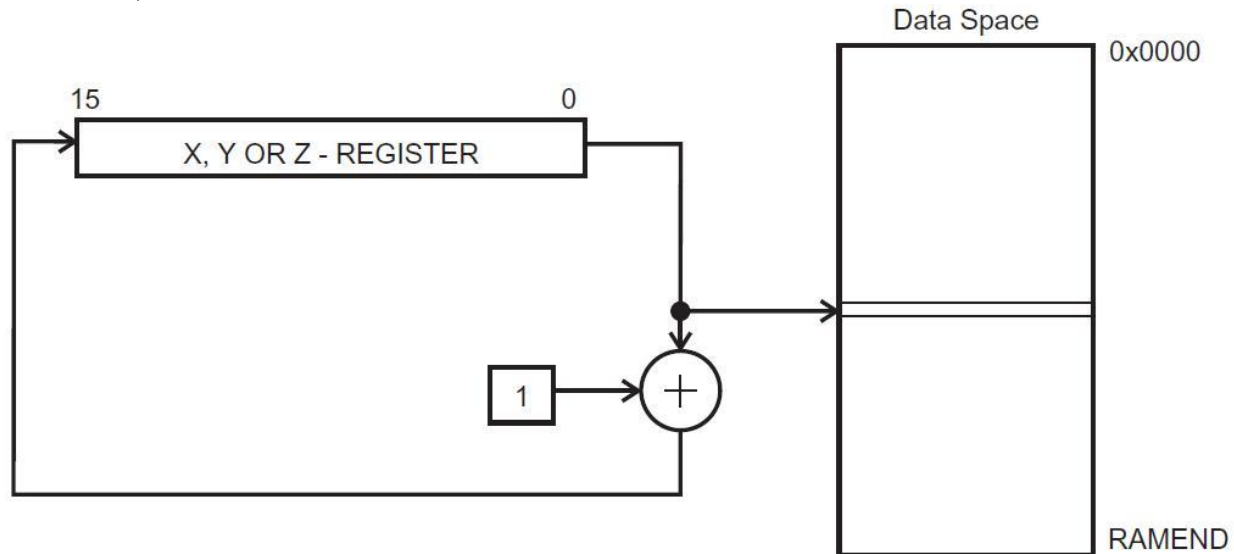 Data Space
0x0000
15 0
X, Y OR Z - REGISTER
1
+
RAMEND